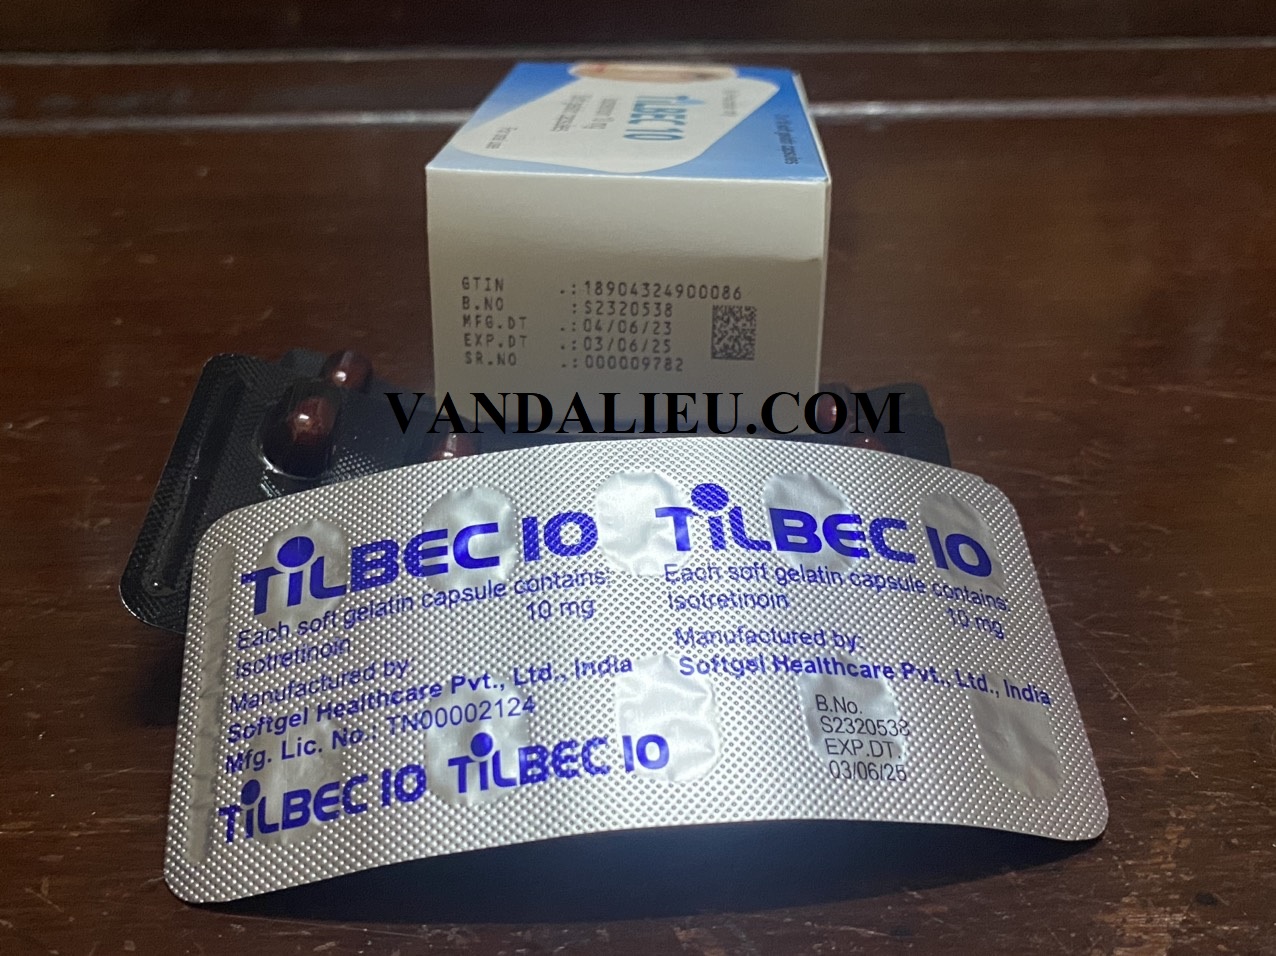 TiLBEC 10
GTIN .:18904324900086
B.NO :S2320538
MFG.DT .:04/06/23
EXP.DT .:03/06/25
SR.NO .:000009782
VANDALIEU.COM
TiLBEC 10
Each soft gelatin capsule contains:
Isotretinoin 10 mg
Manufactured by
Softgel Healthcare Pvt., Ltd., India
Mfg. Lic. No.: TN00002124
TiLBEC 10 TiLBEC 10
TiLBEC 10
Each soft gelatin capsule contains:
Isotretinoin 10 mg
Manufactured by
Softgel Healthcare Pvt., Ltd., India
B.No.
S2320538
EXP.DT.
03/06/25